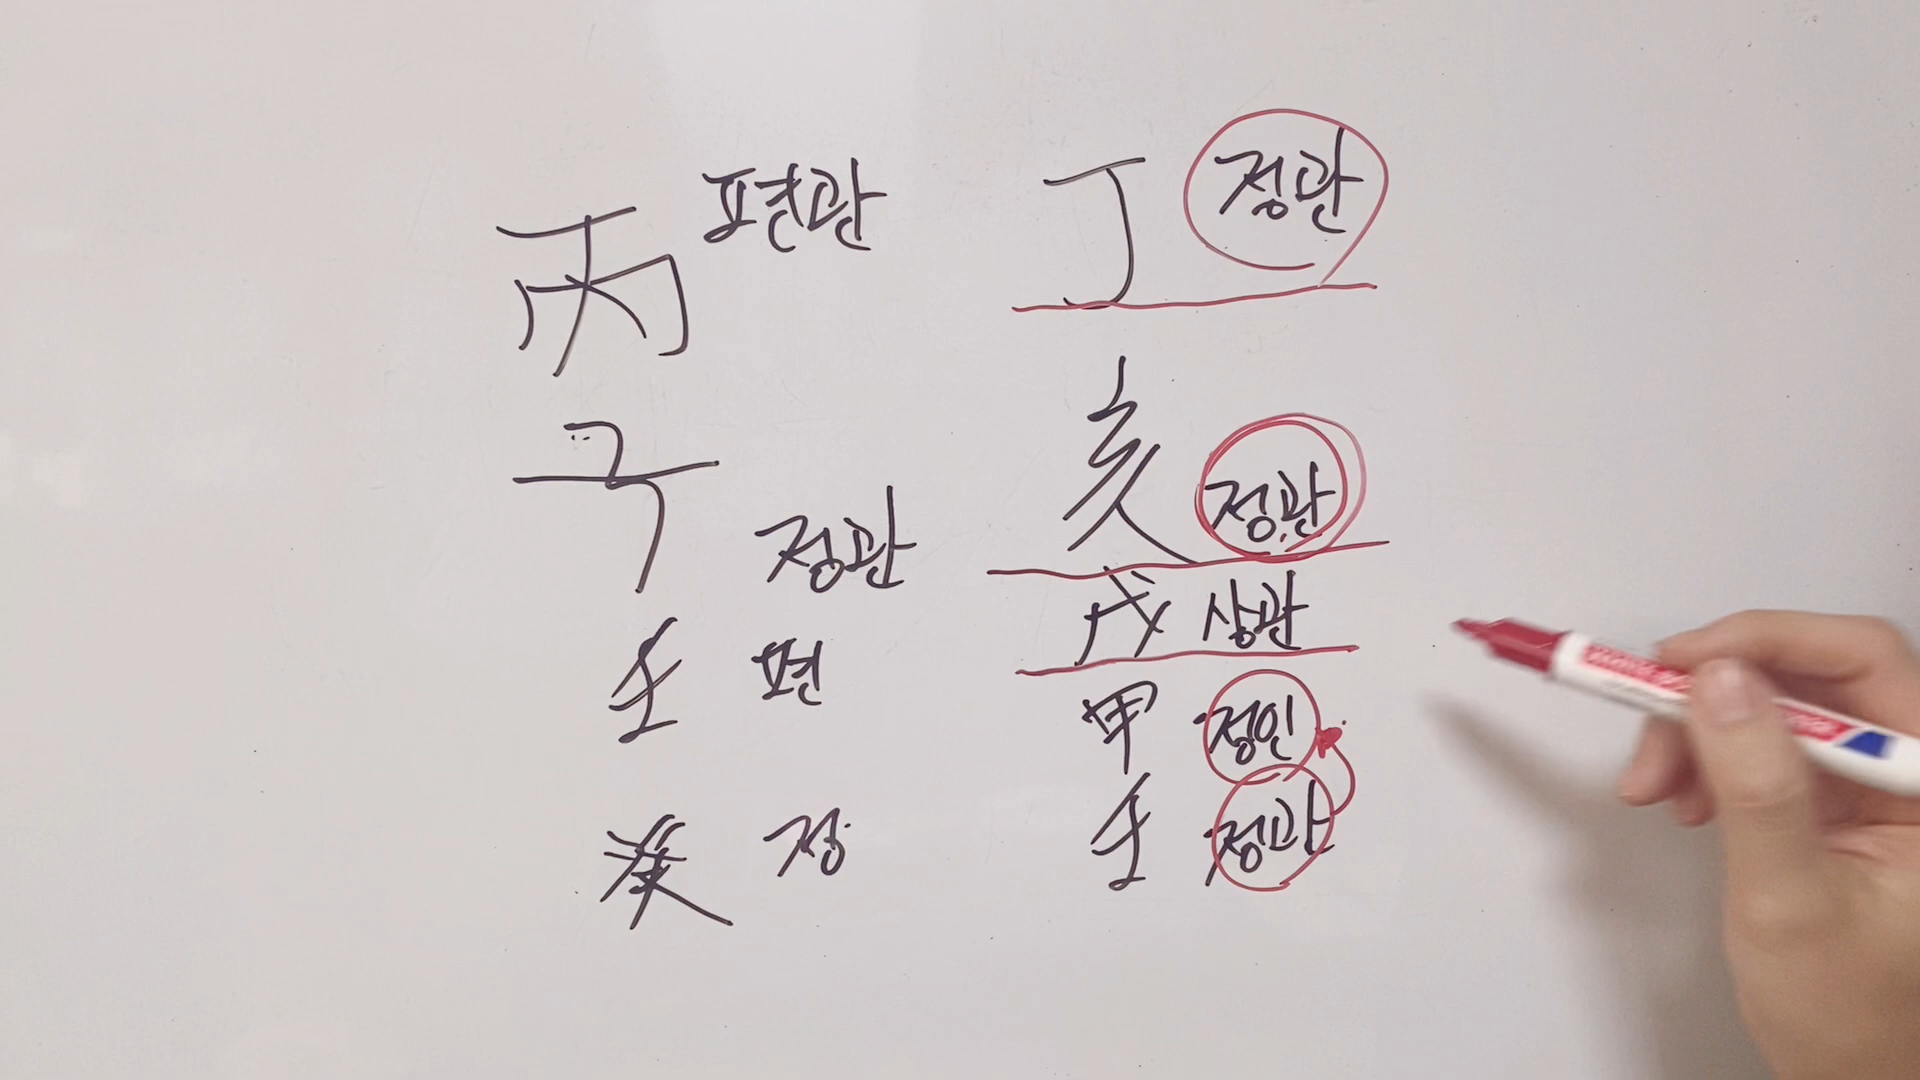 丙 편관
子 정관
壬 편
癸 정
丁 정관
亥 정관
戊 상관
甲 정인
壬 정관